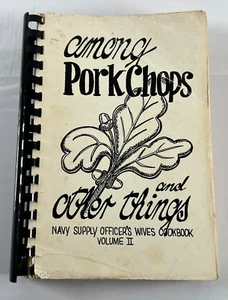 among
Pork Chops
and
other things
NAVY SUPPLY OFFICER'S WIVES COOKBOOK
VOLUME II